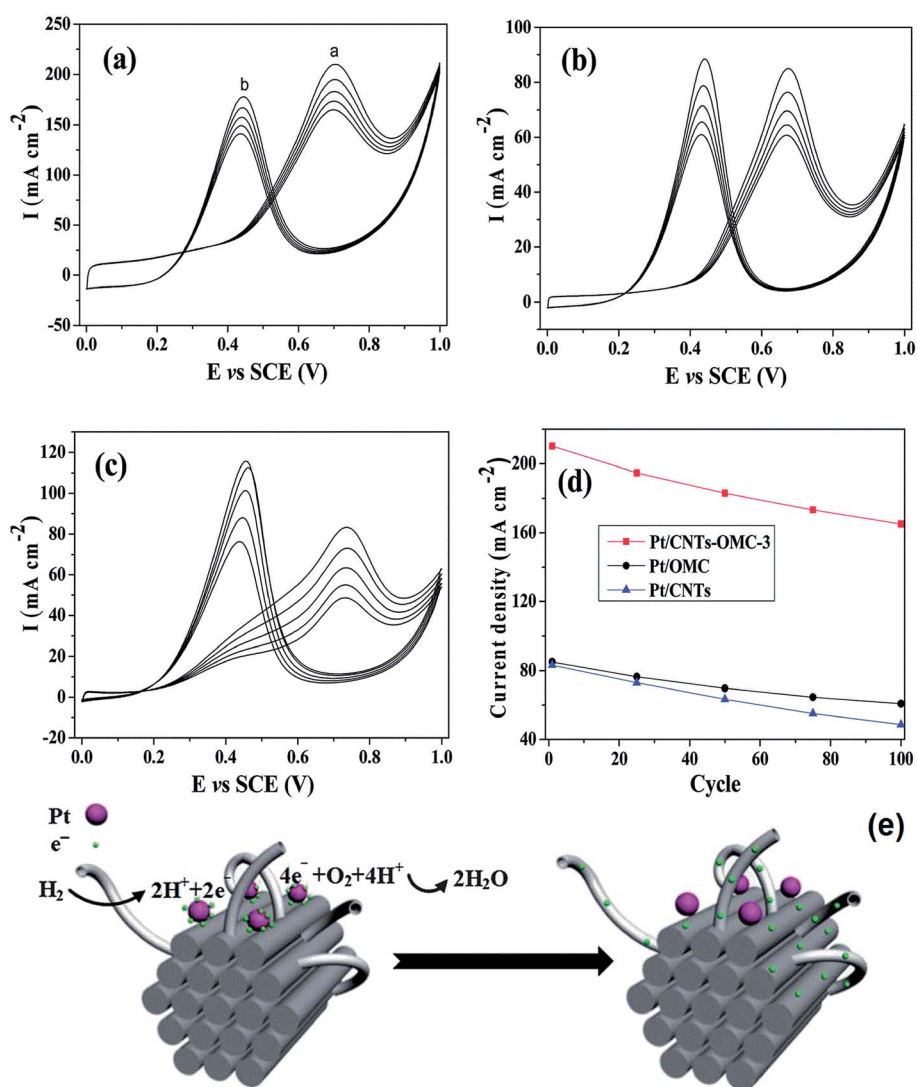 (a)
b
a
I (mA cm⁻²)
250
200
150
100
50
0
-50
0.0 0.2 0.4 0.6 0.8 1.0
E vs SCE (V)
(b)
I (mA cm⁻²)
100
80
60
40
20
0
0.0 0.2 0.4 0.6 0.8 1.0
E vs SCE (V)
(c)
I (mA cm⁻²)
120
100
80
60
40
20
0
-20
0.0 0.2 0.4 0.6 0.8 1.0
E vs SCE (V)
(d)
Current density (mA cm⁻²)
200
160
120
80
40
Pt/CNTs-OMC-3
Pt/OMC
Pt/CNTs
0 20 40 60 80 100
Cycle
(e)
Pt
e⁻
H₂ 2H⁺+2e⁻ 4e⁻+O₂+4H⁺ 2H₂O